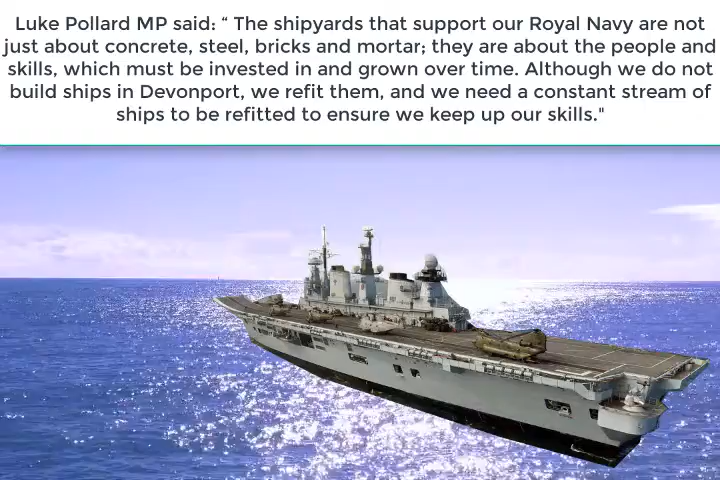 Luke Pollard MP said: “ The shipyards that support our Royal Navy are not
just about concrete, steel, bricks and mortar; they are about the people and
skills, which must be invested in and grown over time. Although we do not
build ships in Devonport, we refit them, and we need a constant stream of
ships to be refitted to ensure we keep up our skills."